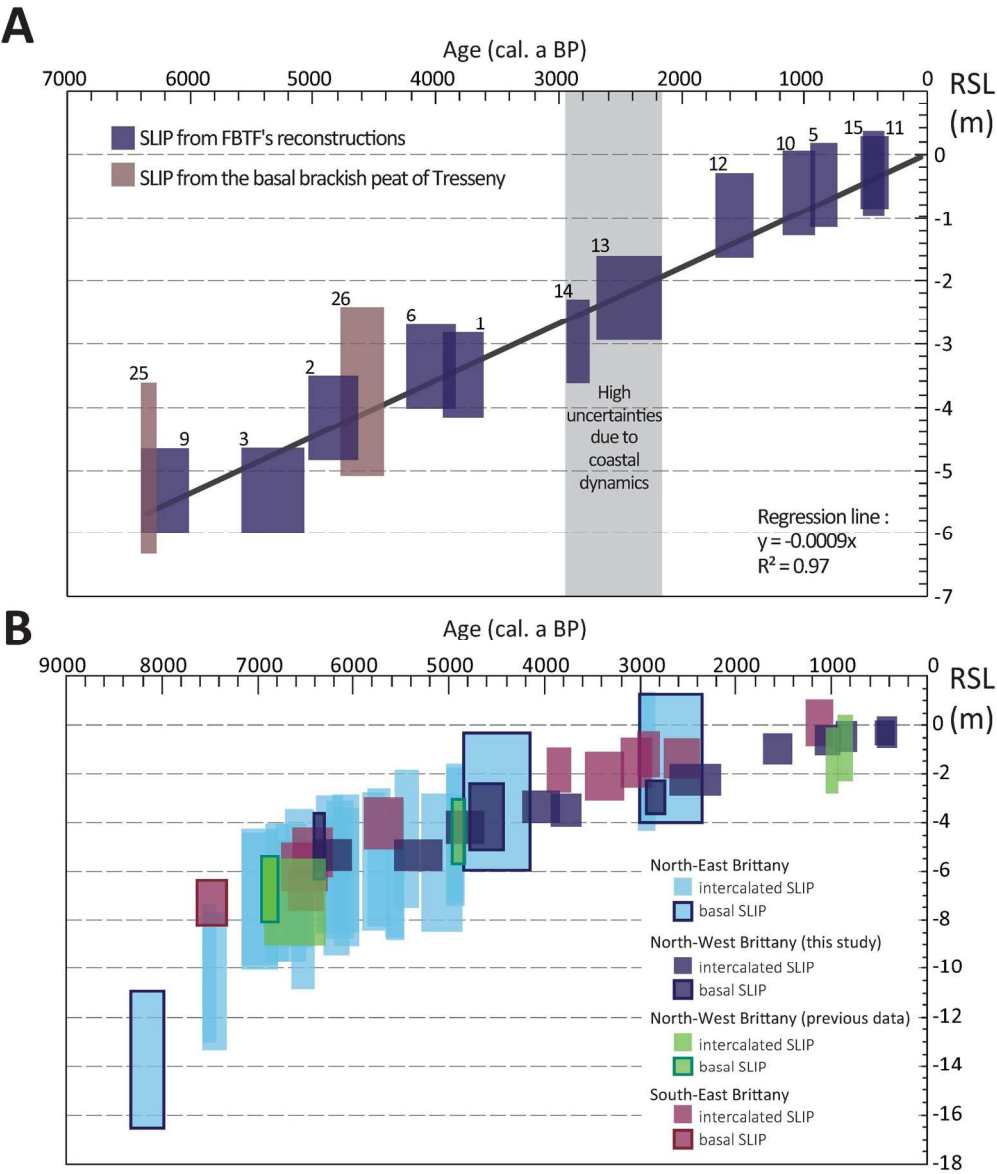 A
Age (cal. a BP)
7000 6000 5000 4000 3000 2000 1000 0
RSL
(m)
SLIP from FBTF's reconstructions
SLIP from the basal brackish peat of Tresseny
25
9
3
2
26
6
1
14
13
12
10
5
15
11
High
uncertainties
due to
coastal
dynamics
Regression line :
y = -0.0009x
R² = 0.97
0
-1
-2
-3
-4
-5
-6
-7
B
Age (cal. a BP)
9000 8000 7000 6000 5000 4000 3000 2000 1000 0
RSL
(m)
0
-2
-4
-6
-8
-10
-12
-14
-16
-18
North-East Brittany
intercalated SLIP
basal SLIP
North-West Brittany (this study)
intercalated SLIP
basal SLIP
North-West Brittany (previous data)
intercalated SLIP
basal SLIP
South-East Brittany
intercalated SLIP
basal SLIP